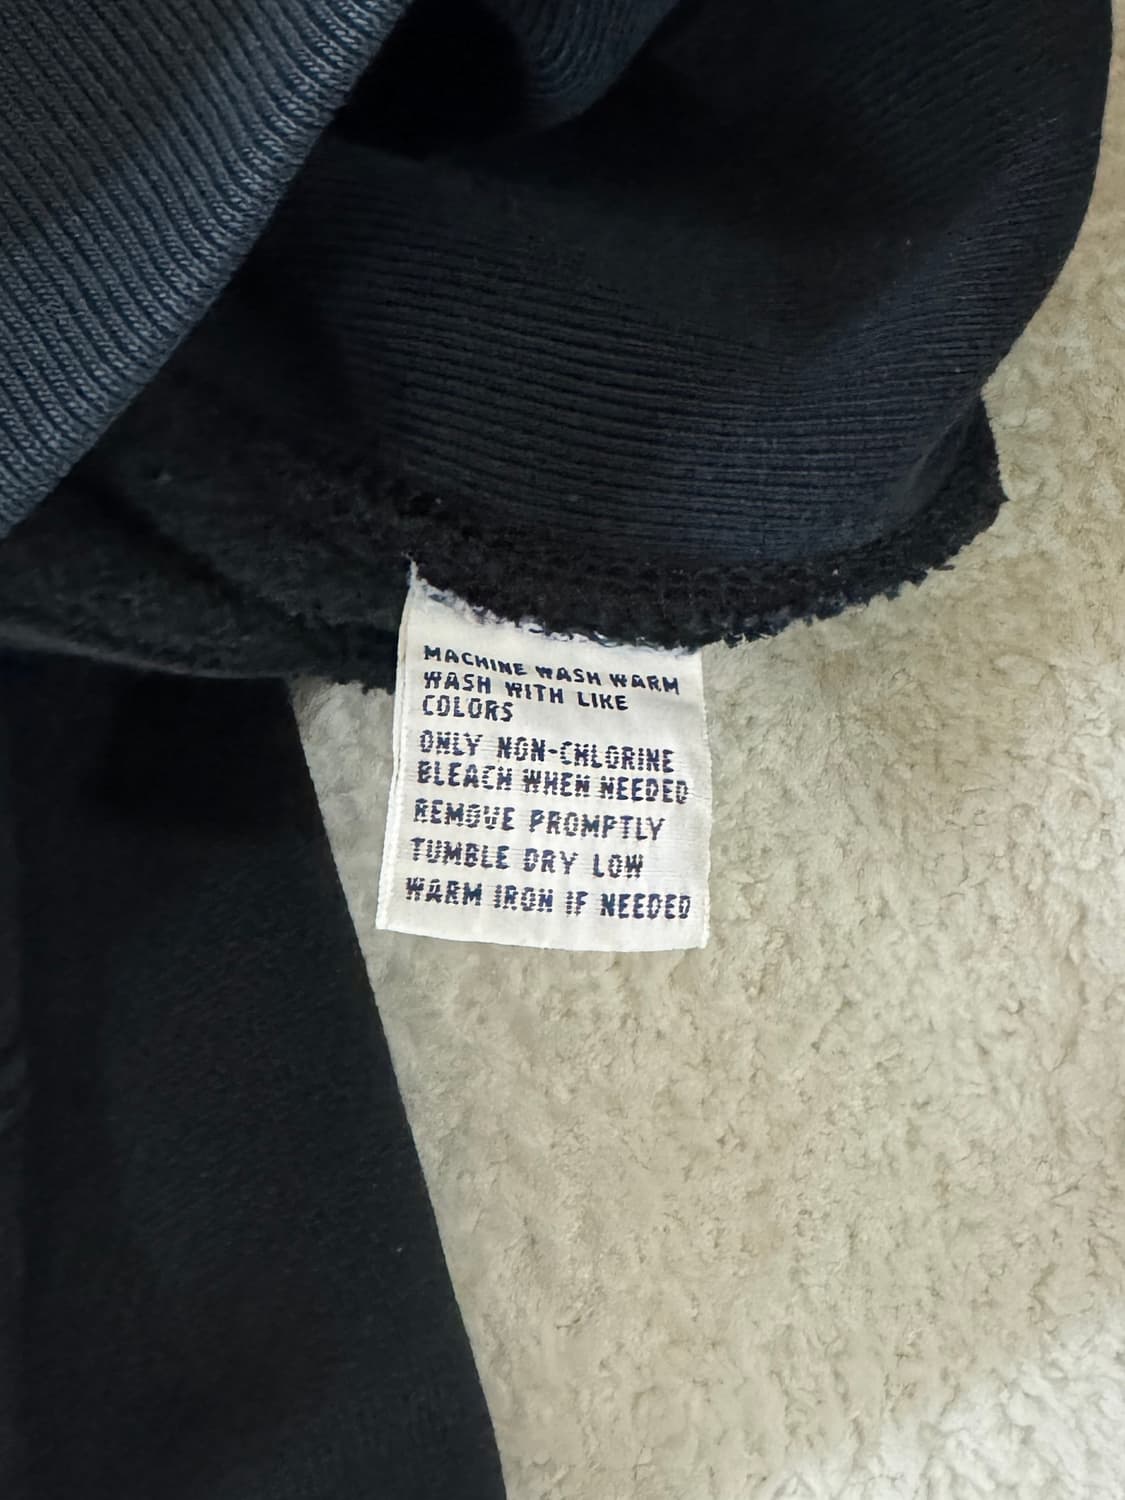 MACHINE WASH WARM
WASH WITH LIKE
COLORS
ONLY NON-CHLORINE
BLEACH WHEN NEEDED
REMOVE PROMPTLY
TUMBLE DRY LOW
WARM IRON IF NEEDED